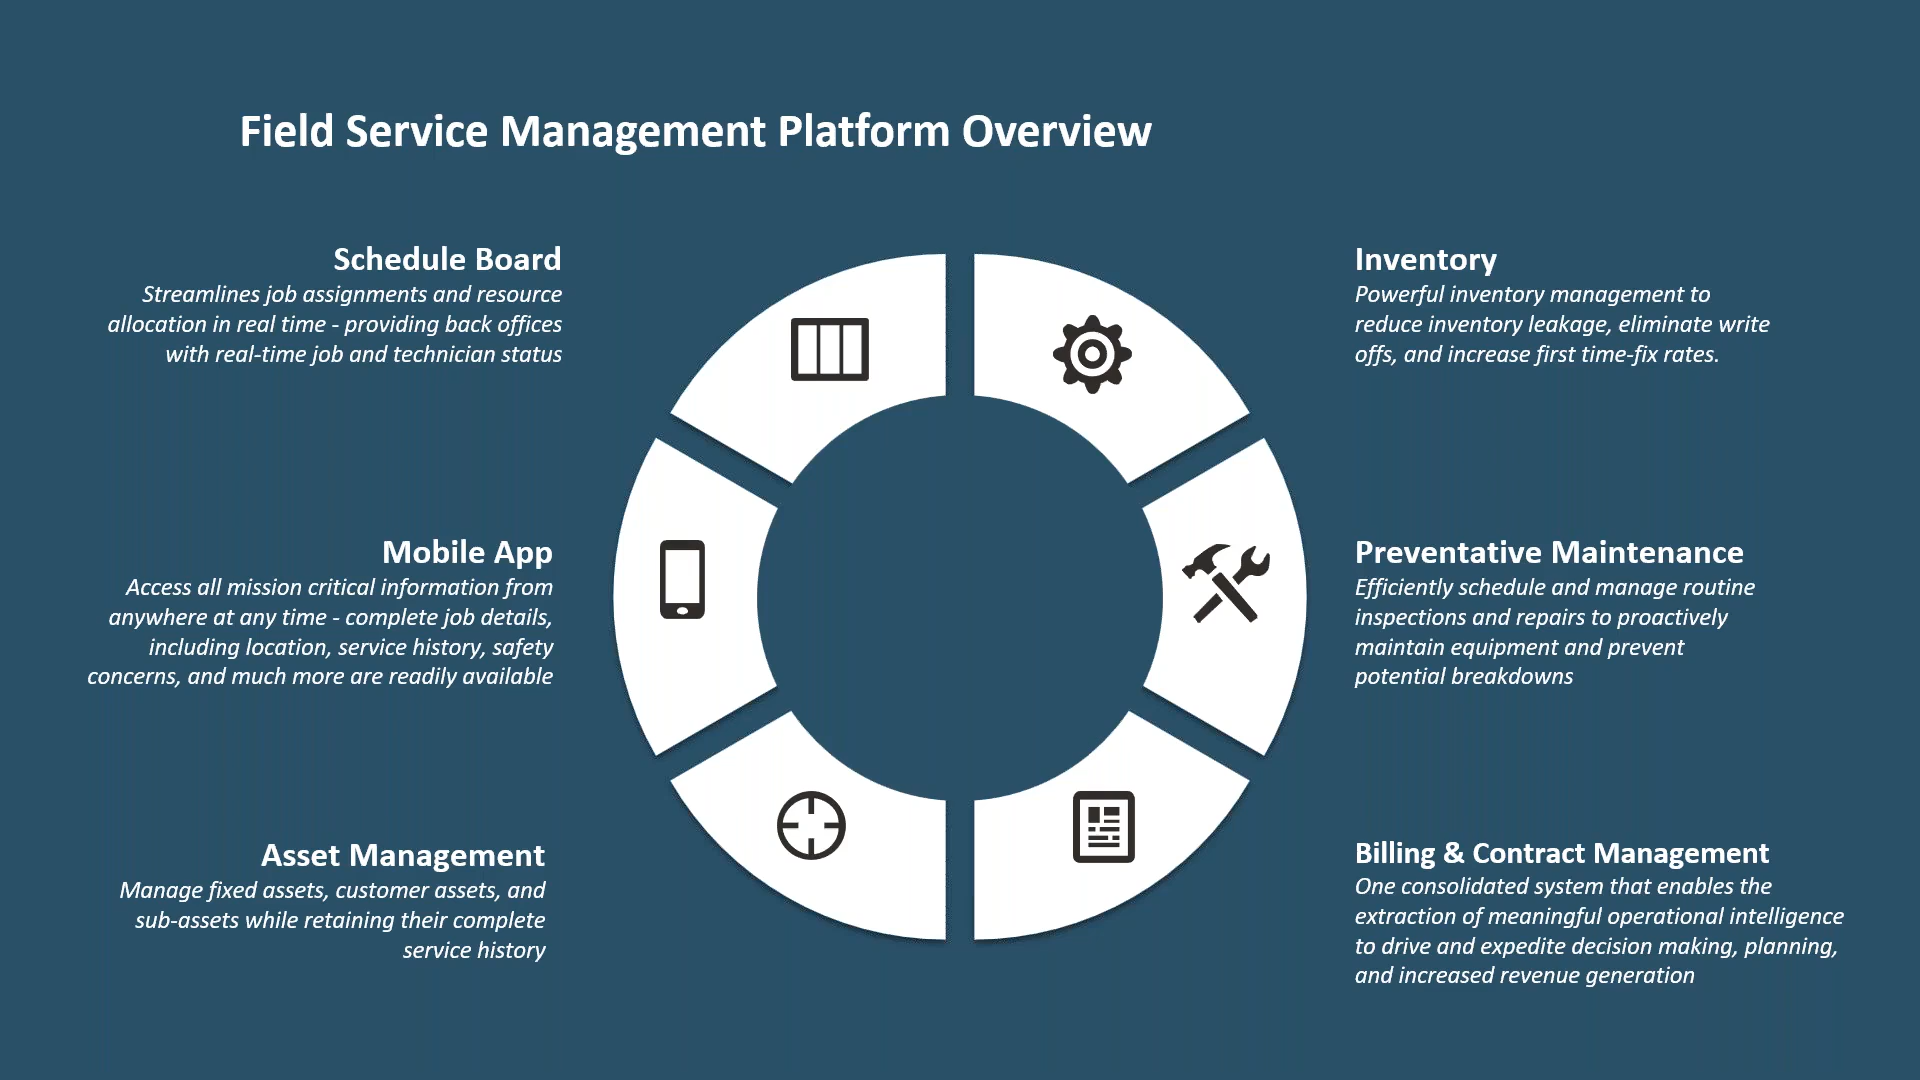 Field Service Management Platform Overview
Schedule Board
Streamlines job assignments and resource
allocation in real time - providing back offices
with real-time job and technician status
Mobile App
Access all mission critical information from
anywhere at any time - complete job details,
including location, service history, safety
concerns, and much more are readily available
Asset Management
Manage fixed assets, customer assets, and
sub-assets while retaining their complete
service history
Inventory
Powerful inventory management to
reduce inventory leakage, eliminate write
offs, and increase first time-fix rates.
Preventative Maintenance
Efficiently schedule and manage routine
inspections and repairs to proactively
maintain equipment and prevent
potential breakdowns
Billing & Contract Management
One consolidated system that enables the
extraction of meaningful operational intelligence
to drive and expedite decision making, planning,
and increased revenue generation